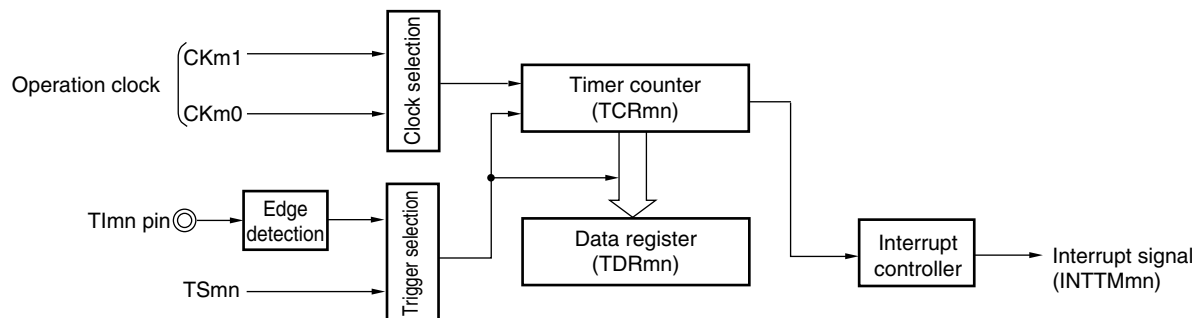 Operation clock
CKm1
CKm0
Clock selection
Timer counter
(TCRmn)
TImn pin
Edge
detection
TSmn
Trigger selection
Data register
(TDRmn)
Interrupt
controller
Interrupt signal
(INTTMmn)